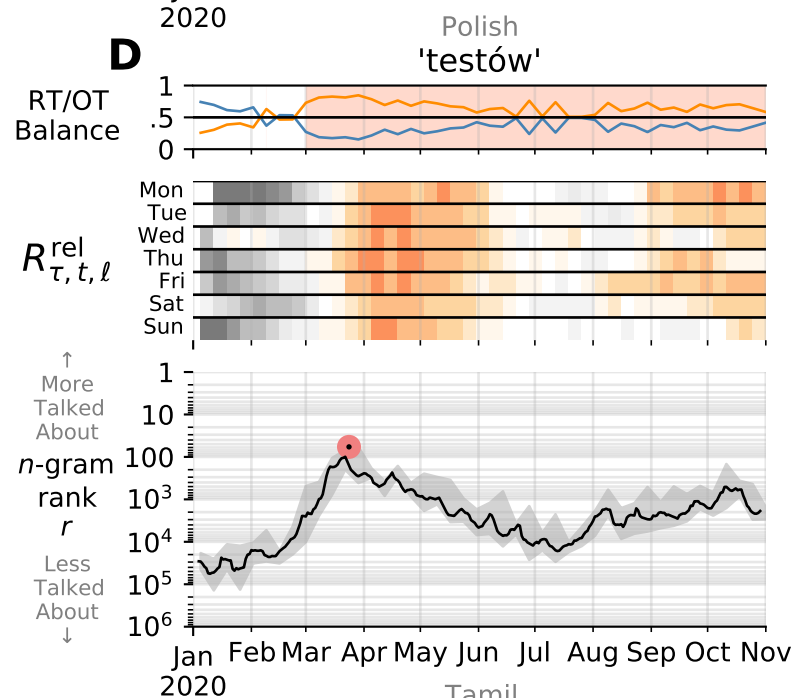 2020
Polish
D
'testów'
RT/OT
Balance
1
.5
0
Mon
Tue
Wed
Thu
Fri
Sat
Sun
R^rel_τ, t, ℓ
↑
More
Talked
About
n-gram
rank
r
Less
Talked
About
↓
1
10
100
10³
10⁴
10⁵
10⁶
Jan Feb Mar Apr May Jun Jul Aug Sep Oct Nov
2020
Tamil